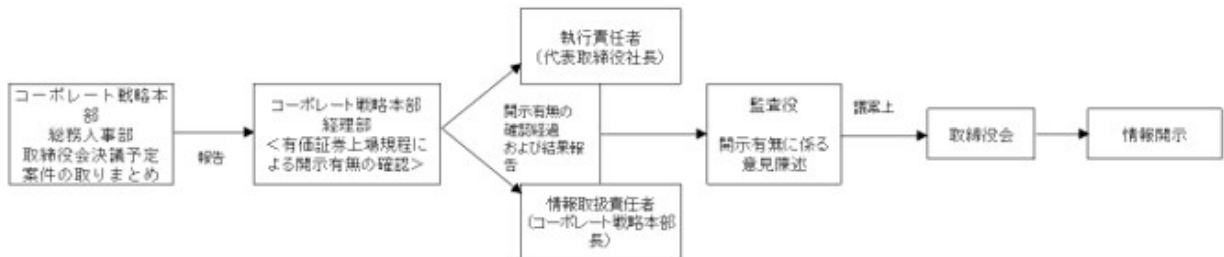 コーポレート戦略本
部
総務人事部
取締役会決議予定
案件の取りまとめ
報告
コーポレート戦略本部
経理部
<有価証券上場規程に
よる開示有無の確認>
執行責任者
(代表取締役社長)
開示有無の
確認経過
および結果報
告
情報取扱責任者
(コーポレート戦略本部
長)
監査役
開示有無に係る
意見陳述
議案上
取締役会
情報開示